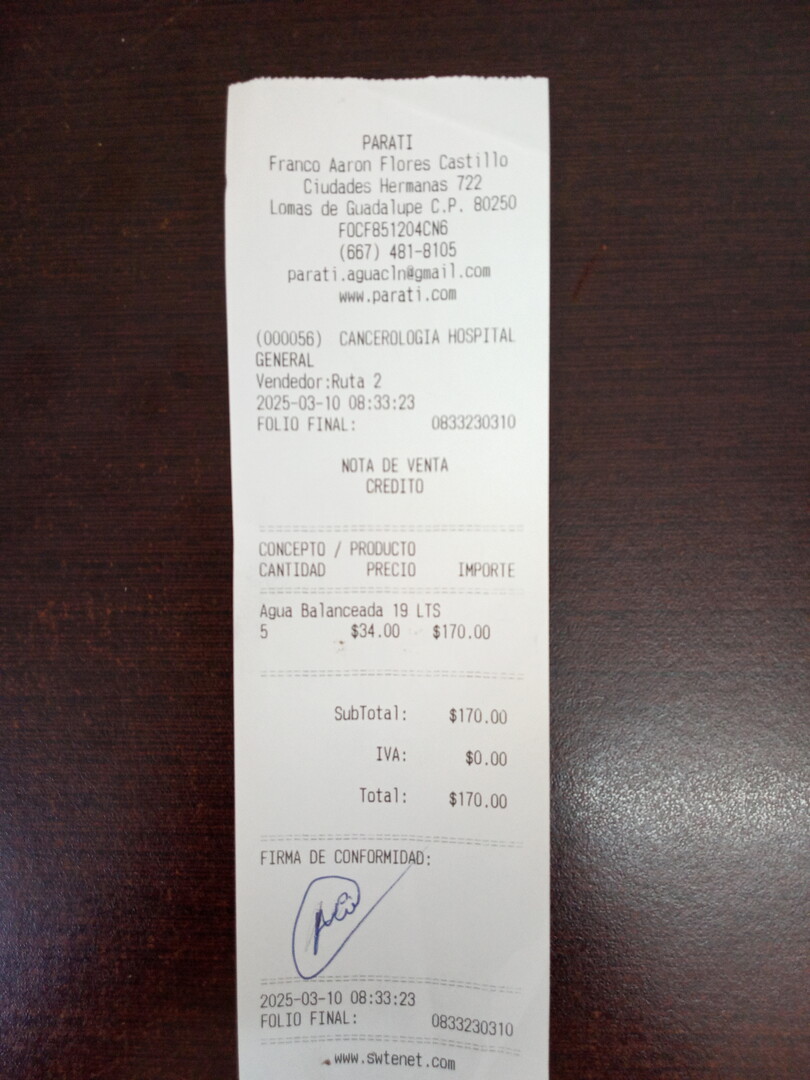 PARATI
Franco Aaron Flores Castillo
Ciudades Hermanas 722
Lomas de Guadalupe C.P. 80250
FOCF851204CN6
(667) 481-8105
parati.aguacln@gmail.com
www.parati.com
(000056) CANCEROLOGIA HOSPITAL
GENERAL
Vendedor:Ruta 2
2025-03-10 08:33:23
FOLIO FINAL: 0833230310
NOTA DE VENTA
CREDITO
CONCEPTO / PRODUCTO
CANTIDAD PRECIO IMPORTE
Agua Balanceada 19 LTS
5 $34.00 $170.00
SubTotal: $170.00
IVA: $0.00
Total: $170.00
FIRMA DE CONFORMIDAD:
2025-03-10 08:33:23
FOLIO FINAL: 0833230310
www.swtenet.com